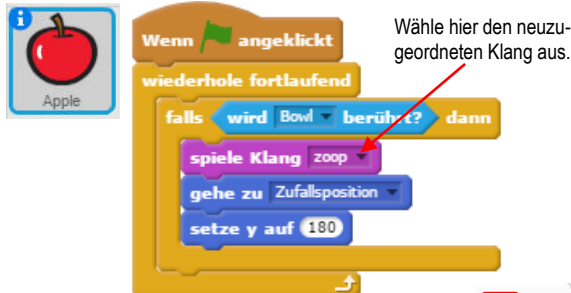 Apple
Wenn angeklickt
wiederhole fortlaufend
falls wird Bowl berührt? dann
spiele Klang zoop
gehe zu Zufallsposition
setze y auf 180
Wähle hier den neuzu-
geordneten Klang aus.